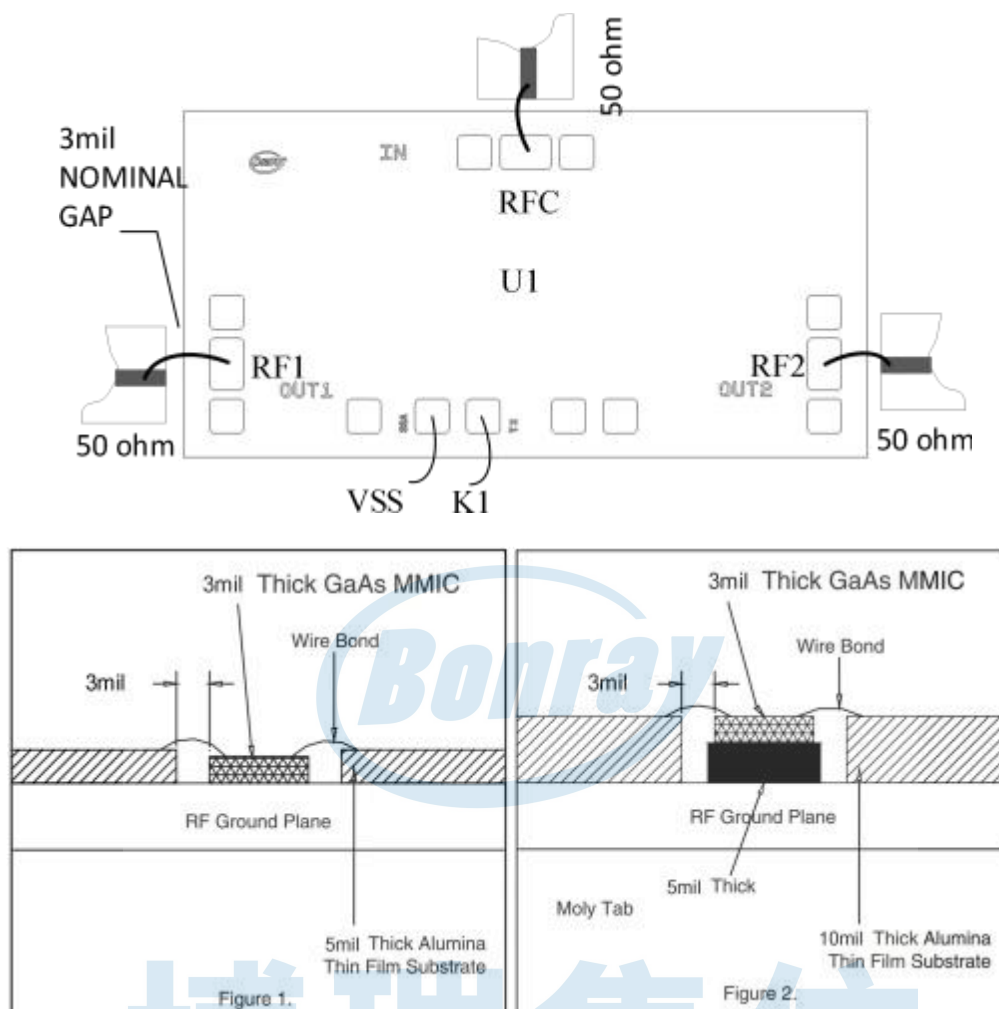 50 ohm
3mil
NOMINAL
GAP
IN
RFC
U1
RF1
OUT1
RF2
OUT2
50 ohm
50 ohm
VSS
K1
VSS
K1
3mil Thick GaAs MMIC
Wire Bond
3mil
RF Ground Plane
5mil Thick Alumina
Thin Film Substrate
Figure 1.
3mil Thick GaAs MMIC
Wire Bond
3mil
RF Ground Plane
5mil Thick
Moly Tab
10mil Thick Alumina
Thin Film Substrate
Figure 2.
Bonray